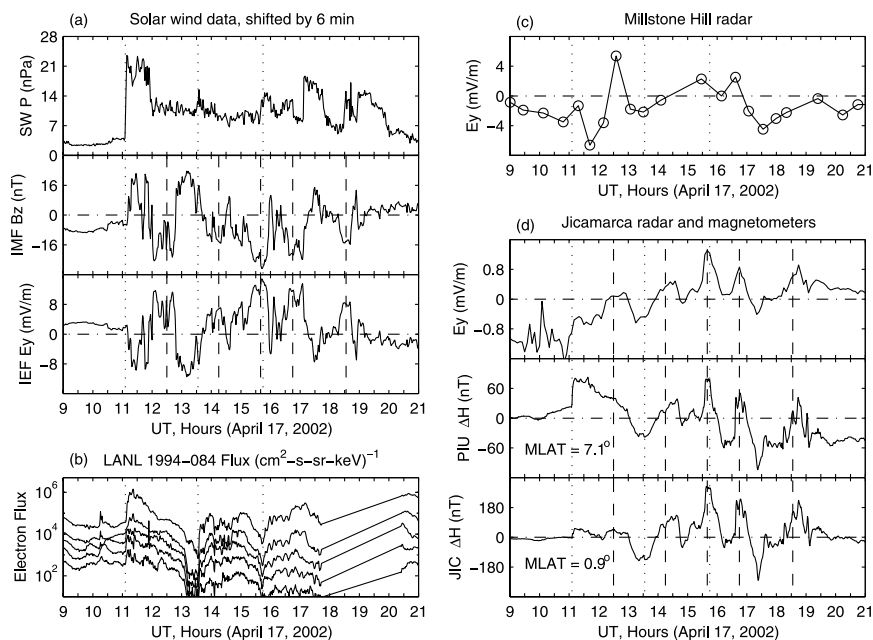 (a) Solar wind data, shifted by 6 min
SW P (nPa)
28
21
14
7
0
IMF Bz (nT)
16
0
−16
IEF Ey (mV/m)
8
0
−8
9 10 11 12 13 14 15 16 17 18 19 20 21
UT, Hours (April 17, 2002)
(b) LANL 1994−084 Flux (cm²−s−sr−keV)⁻¹
Electron Flux
10⁶
10⁴
10²
9 10 11 12 13 14 15 16 17 18 19 20 21
UT, Hours (April 17, 2002)
(c) Millstone Hill radar
Ey (mV/m)
4
0
−4
9 10 11 12 13 14 15 16 17 18 19 20 21
UT, Hours (April 17, 2002)
(d) Jicamarca radar and magnetometers
Ey (mV/m)
0.8
0
−0.8
PIU ΔH (nT)
60
0
−60
MLAT = 7.1°
JIC ΔH (nT)
180
0
−180
MLAT = 0.9°
9 10 11 12 13 14 15 16 17 18 19 20 21
UT, Hours (April 17, 2002)